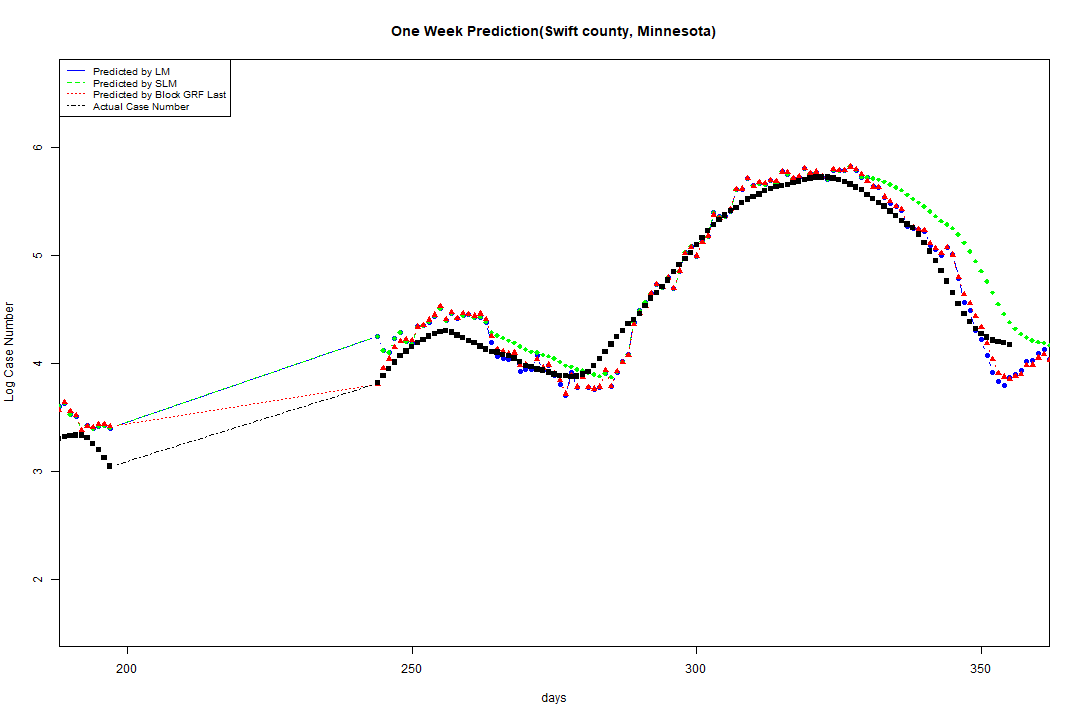 One Week Prediction(Swift county, Minnesota)
Predicted by LM
Predicted by SLM
Predicted by Block GRF Last
Actual Case Number
Log Case Number
6
5
4
3
2
200
250
300
350
days